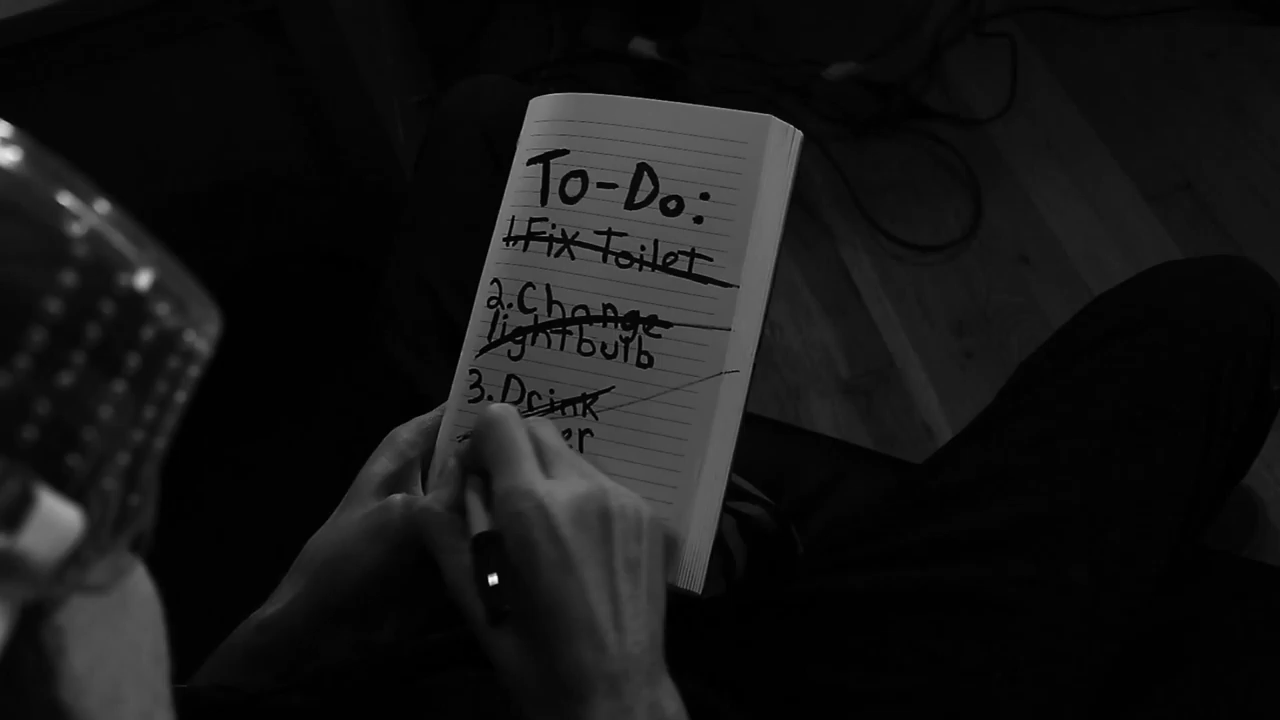 To-Do:
1.Fix Toilet
2.Change
lightbulb
3.Drink